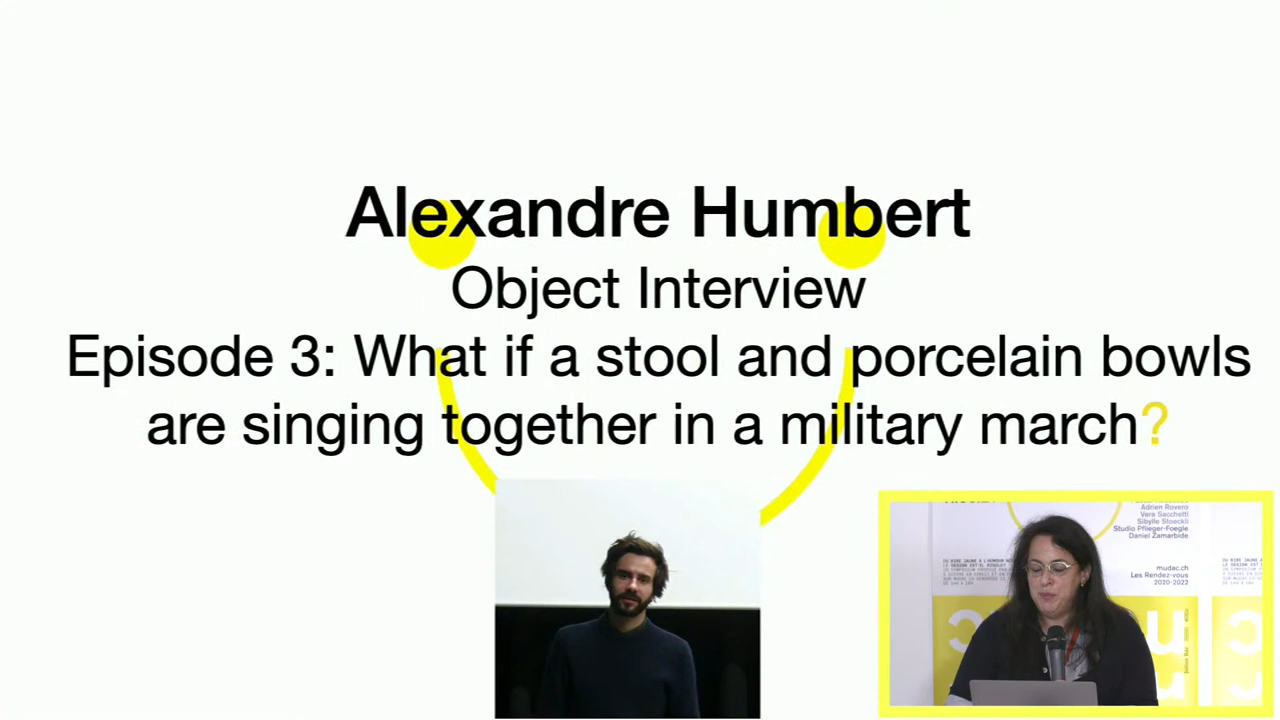 Alexandre Humbert
Object Interview
Episode 3: What if a stool and porcelain bowls
are singing together in a military march?
Adrien Rovero
Vera Sacchetti
Sibylle Stoeckli
Studio Pflieger-Foegle
Daniel Zamarbide
mudac.ch
Les Rendez-vous
2020-2022